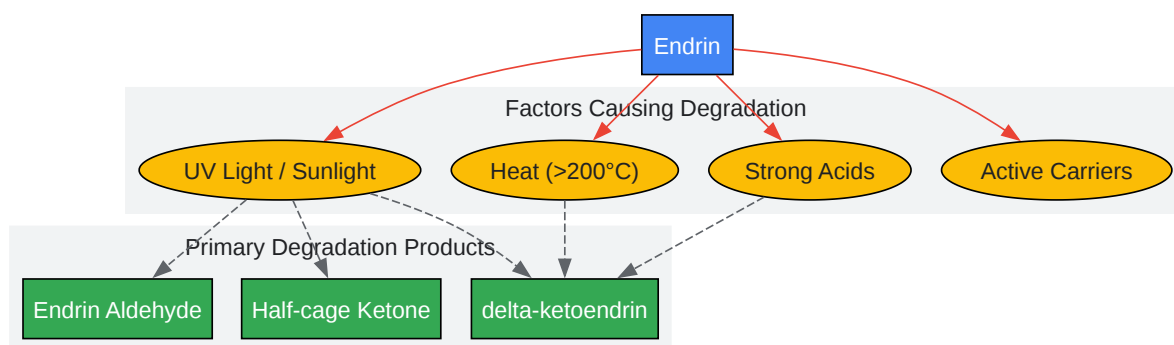 Endrin
Factors Causing Degradation
UV Light / Sunlight
Heat (>200°C)
Strong Acids
Active Carriers
Primary Degradation Products
Endrin Aldehyde
Half-cage Ketone
delta-ketoendrin